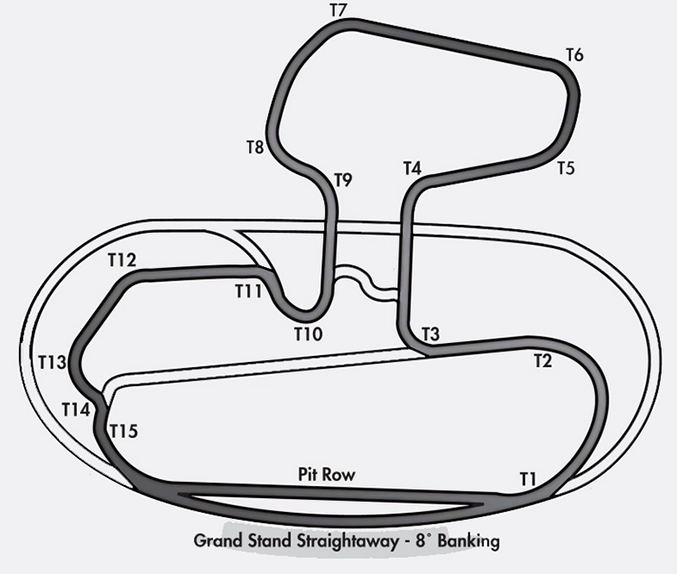 T7
T6
T8
T9
T4
T5
T12
T11
T10
T3
T2
T13
T14
T15
Pit Row
T1
Grand Stand Straightaway - 8° Banking